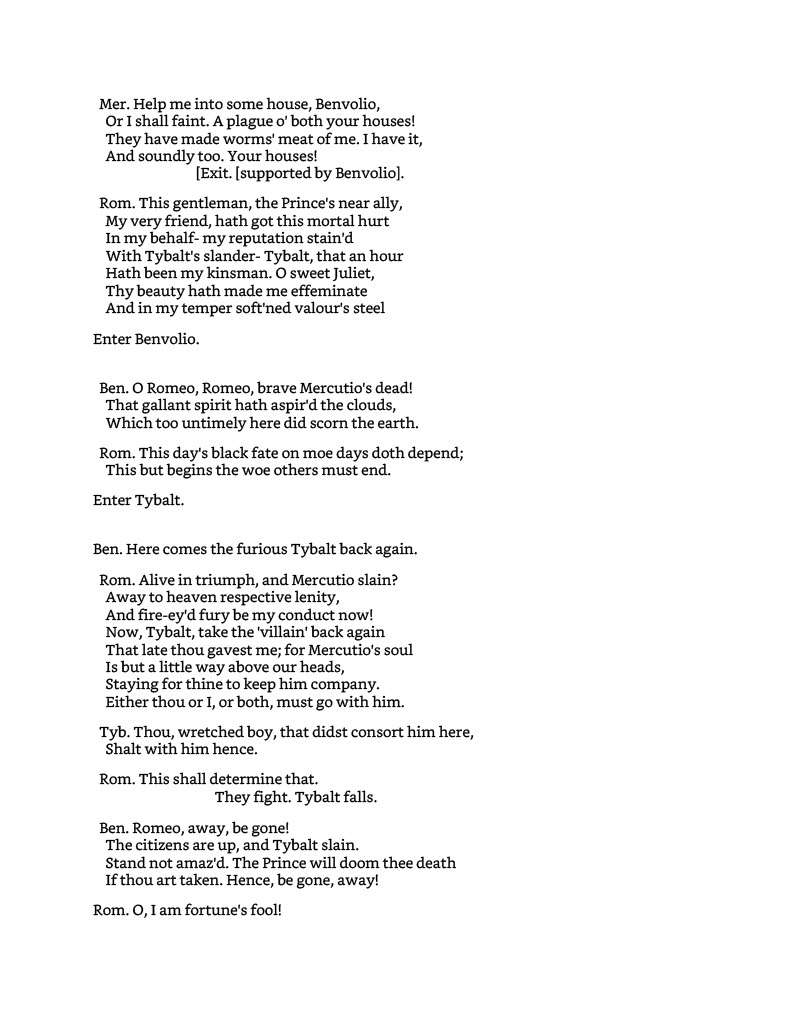 Mer. Help me into some house, Benvolio,
Or I shall faint. A plague o' both your houses!
They have made worms' meat of me. I have it,
And soundly too. Your houses!
[Exit. [supported by Benvolio].
Rom. This gentleman, the Prince's near ally,
My very friend, hath got this mortal hurt
In my behalf- my reputation stain'd
With Tybalt's slander- Tybalt, that an hour
Hath been my kinsman. O sweet Juliet,
Thy beauty hath made me effeminate
And in my temper soft'ned valour's steel
Enter Benvolio.
Ben. O Romeo, Romeo, brave Mercutio's dead!
That gallant spirit hath aspir'd the clouds,
Which too untimely here did scorn the earth.
Rom. This day's black fate on moe days doth depend;
This but begins the woe others must end.
Enter Tybalt.
Ben. Here comes the furious Tybalt back again.
Rom. Alive in triumph, and Mercutio slain?
Away to heaven respective lenity,
And fire-ey'd fury be my conduct now!
Now, Tybalt, take the 'villain' back again
That late thou gavest me; for Mercutio's soul
Is but a little way above our heads,
Staying for thine to keep him company.
Either thou or I, or both, must go with him.
Tyb. Thou, wretched boy, that didst consort him here,
Shalt with him hence.
Rom. This shall determine that.
They fight. Tybalt falls.
Ben. Romeo, away, be gone!
The citizens are up, and Tybalt slain.
Stand not amaz'd. The Prince will doom thee death
If thou art taken. Hence, be gone, away!
Rom. O, I am fortune's fool!